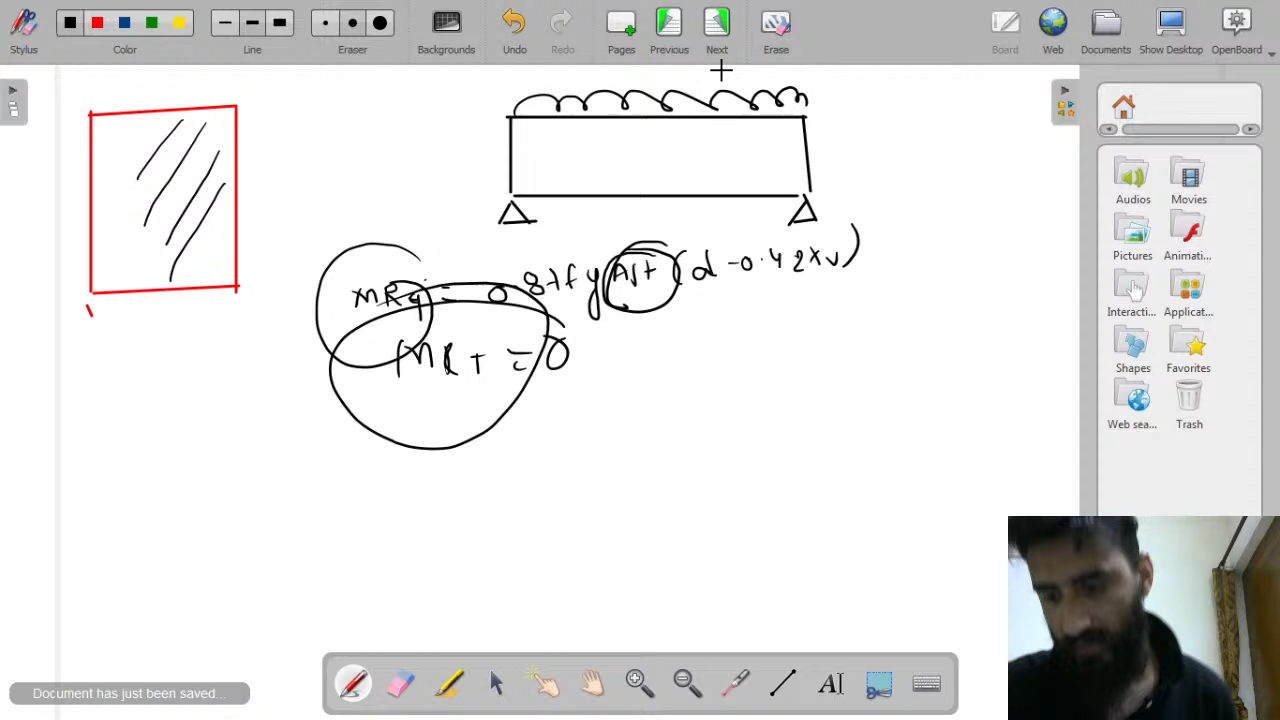 Stylus
Color
Line
Eraser
Backgrounds
Undo
Redo
Pages
Previous
Next
Erase
Board
Web
Documents
Show Desktop
OpenBoard
MRT = 0.87fy Ast (d-0.42xu)
MRT = 0
Audios
Movies
Pictures
Animati...
Interacti...
Applicat...
Shapes
Favorites
Web sea...
Trash
Document has just been saved...